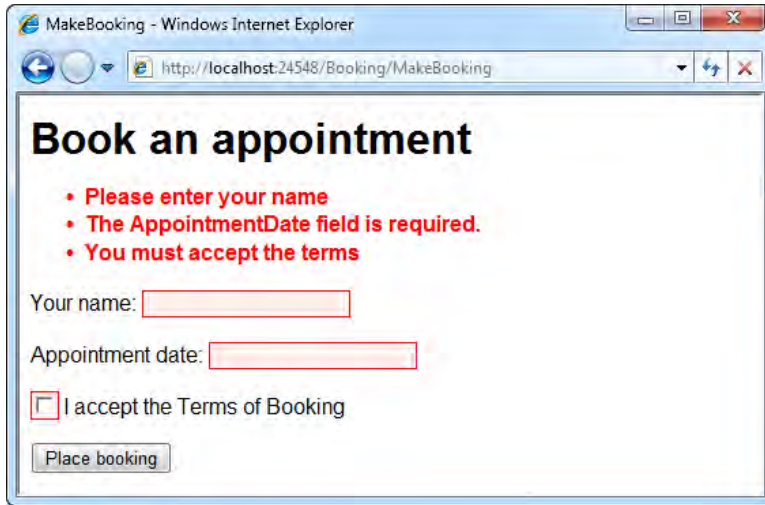 MakeBooking - Windows Internet Explorer
http://localhost:24548/Booking/MakeBooking
Book an appointment
• Please enter your name
• The AppointmentDate field is required.
• You must accept the terms
Your name:
Appointment date:
I accept the Terms of Booking
Place booking